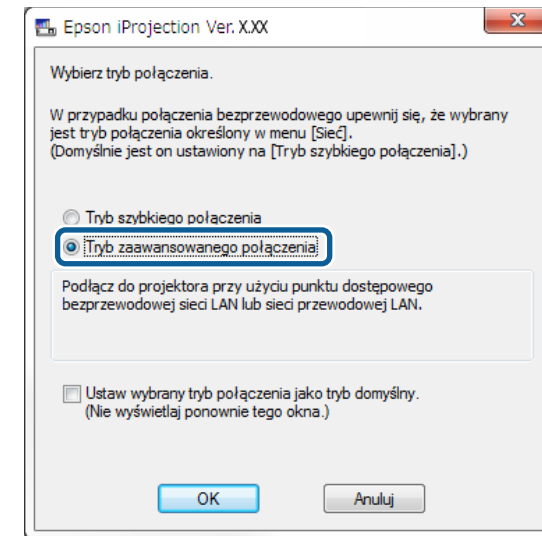 Epson iProjection Ver. X.XX
Wybierz tryb połączenia.
W przypadku połączenia bezprzewodowego upewnij się, że wybrany
jest tryb połączenia określony w menu [Sieć].
(Domyślnie jest on ustawiony na [Tryb szybkiego połączenia].)
Tryb szybkiego połączenia
Tryb zaawansowanego połączenia
Podłącz do projektora przy użyciu punktu dostępowego
bezprzewodowej sieci LAN lub sieci przewodowej LAN.
Ustaw wybrany tryb połączenia jako tryb domyślny.
(Nie wyświetlaj ponownie tego okna.)
OK
Anuluj